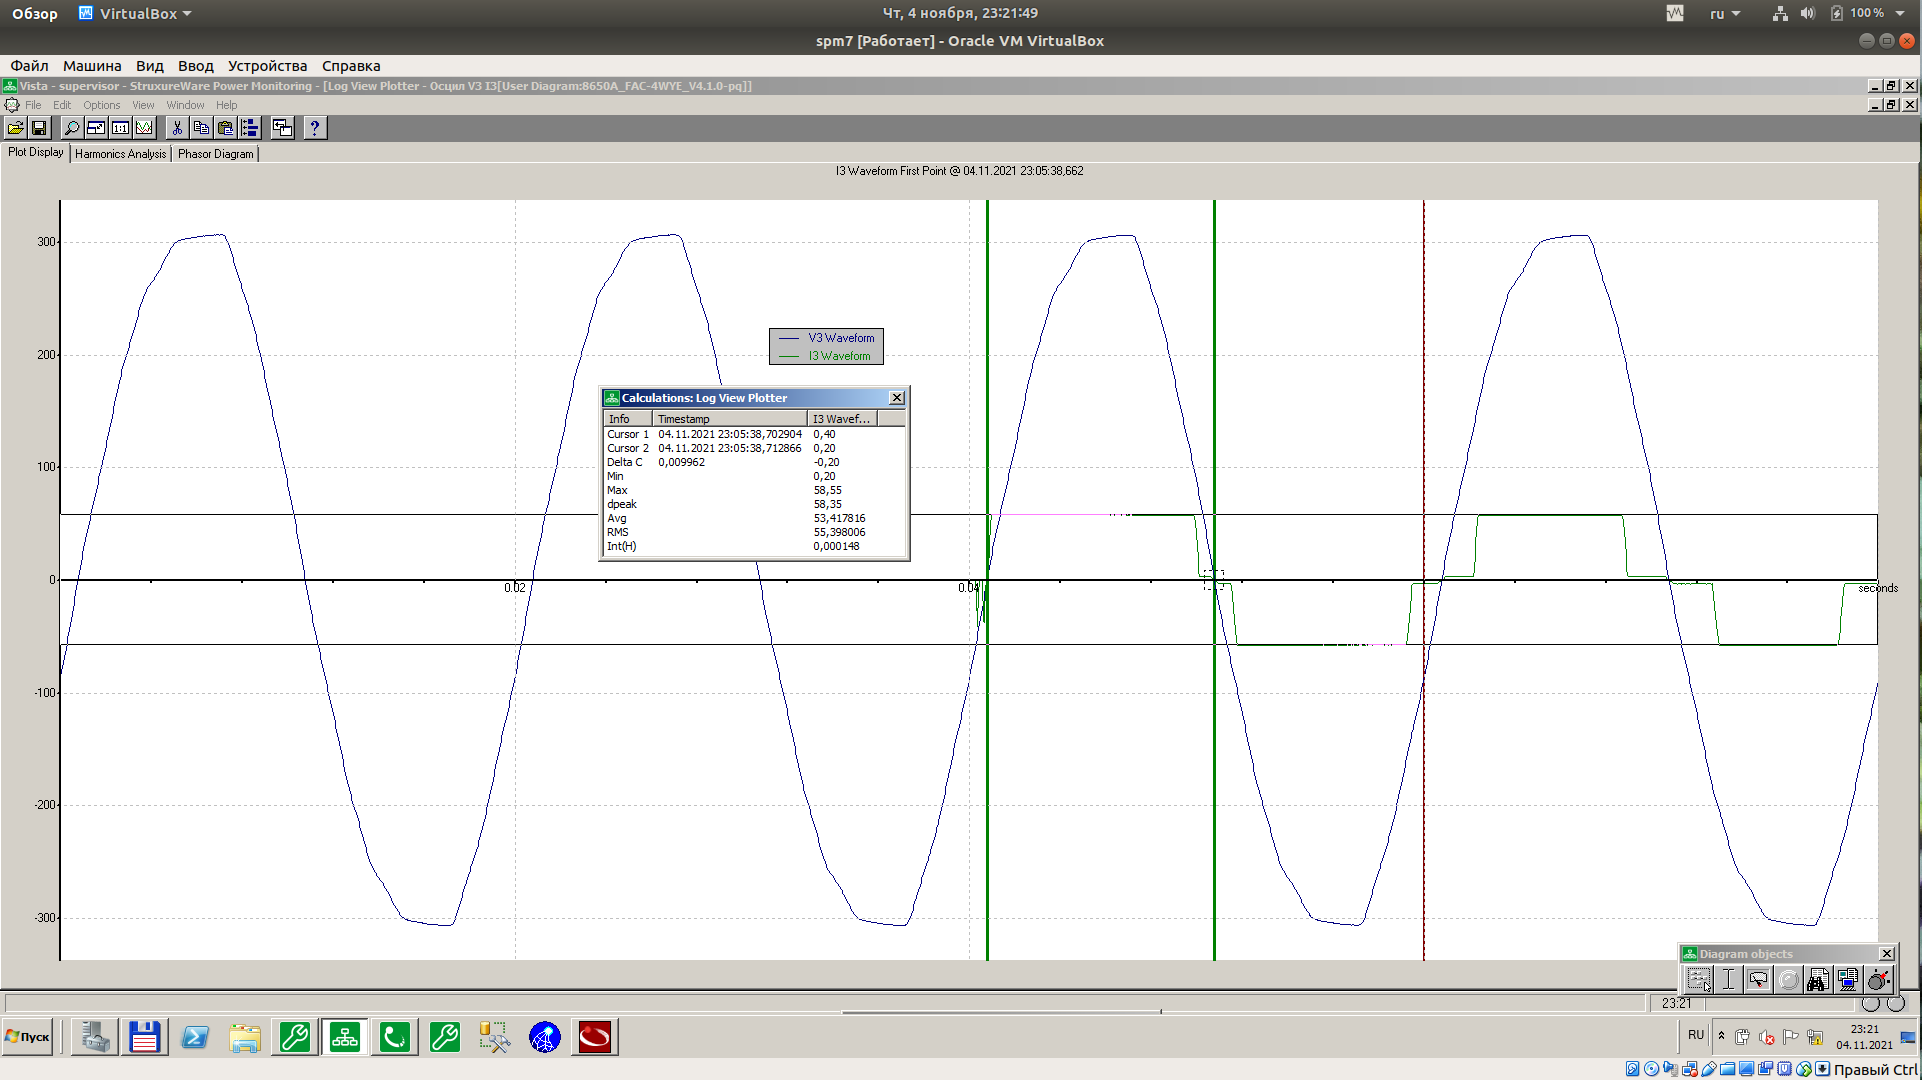 Обзор VirtualBox Чт, 4 ноября, 23:21:49 ru 100 %
spm7 [Работает] - Oracle VM VirtualBox
Файл Машина Вид Ввод Устройства Справка
Vista - supervisor - StruxureWare Power Monitoring - [Log View Plotter - Осцил V3 I3[User Diagram:8650A_FAC-4WYE_V4.1.0-pq]]
File Edit Options View Window Help
1:1 ?
Plot Display Harmonics Analysis Phasor Diagram
I3 Waveform First Point @ 04.11.2021 23:05:38,662
300
200
100
0
-100
-200
-300
0.02 0.04 seconds
V3 Waveform
I3 Waveform
Calculations: Log View Plotter
Info Timestamp I3 Wavef...
Cursor 1 04.11.2021 23:05:38,702904 0,40
Cursor 2 04.11.2021 23:05:38,712866 0,20
Delta C 0,009962 -0,20
Min 0,20
Max 58,55
dpeak 58,35
Avg 53,417816
RMS 55,398006
Int(H) 0,000148
Diagram objects
23:21
Пуск RU 23:21
04.11.2021
Правый Ctrl